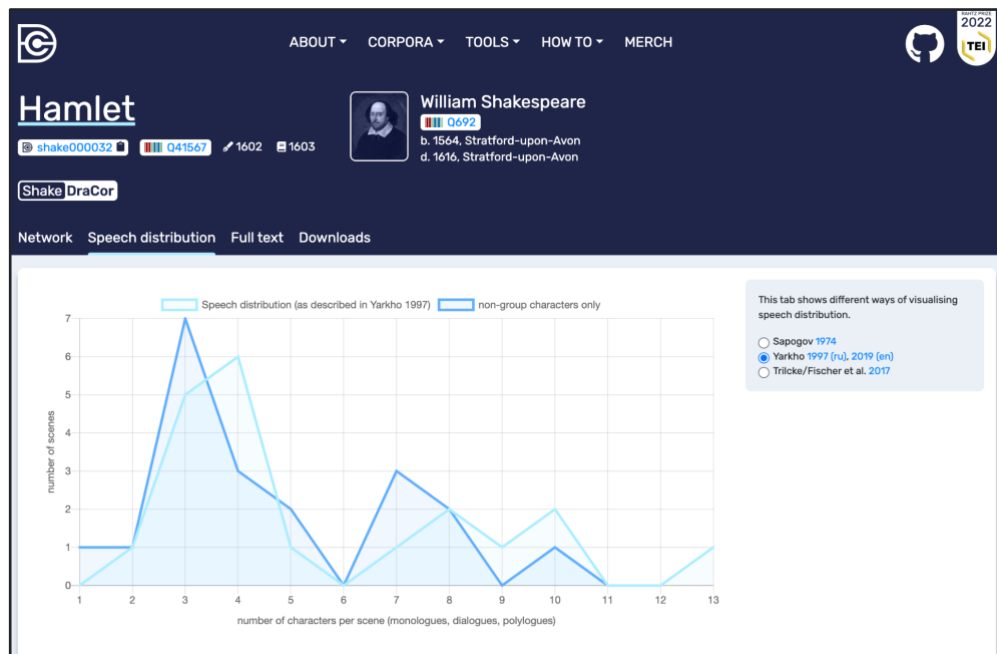 ABOUT CORPORA TOOLS HOW TO MERCH
RAHTZ PRIZE
2022
TEI
Hamlet
shake000032 Q41567 1602 1603
William Shakespeare
Q692
b. 1564, Stratford-upon-Avon
d. 1616, Stratford-upon-Avon
Shake DraCor
Network Speech distribution Full text Downloads
Speech distribution (as described in Yarkho 1997) non-group characters only
7
6
5
4
3
2
1
0
number of scenes
1 2 3 4 5 6 7 8 9 10 11 12 13
number of characters per scene (monologues, dialogues, polylogues)
This tab shows different ways of visualising
speech distribution.
Sapogov 1974
Yarkho 1997 (ru), 2019 (en)
Trilcke/Fischer et al. 2017